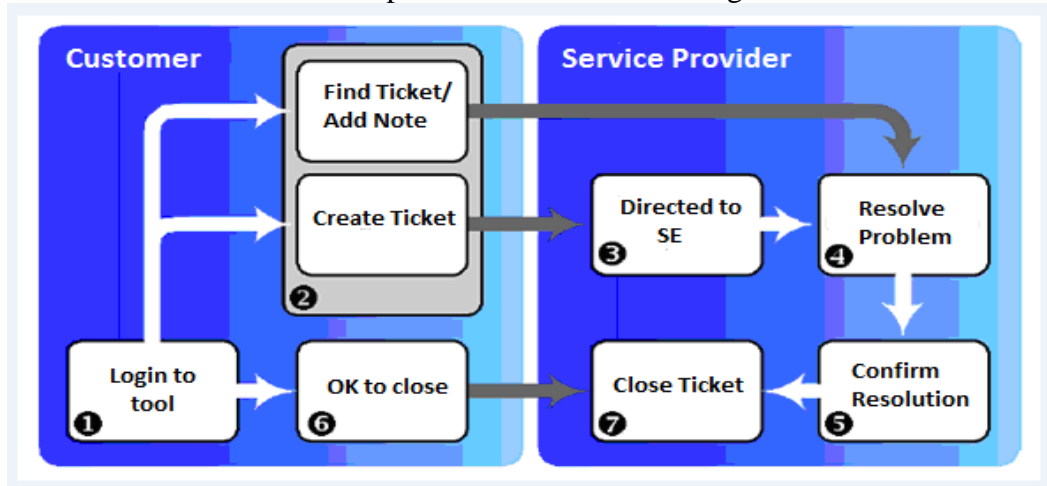 Customer
Service Provider
Find Ticket/
Add Note
Create Ticket
2
Directed to
SE
3
Resolve
Problem
4
Login to
tool
1
OK to close
6
Close Ticket
7
Confirm
Resolution
5